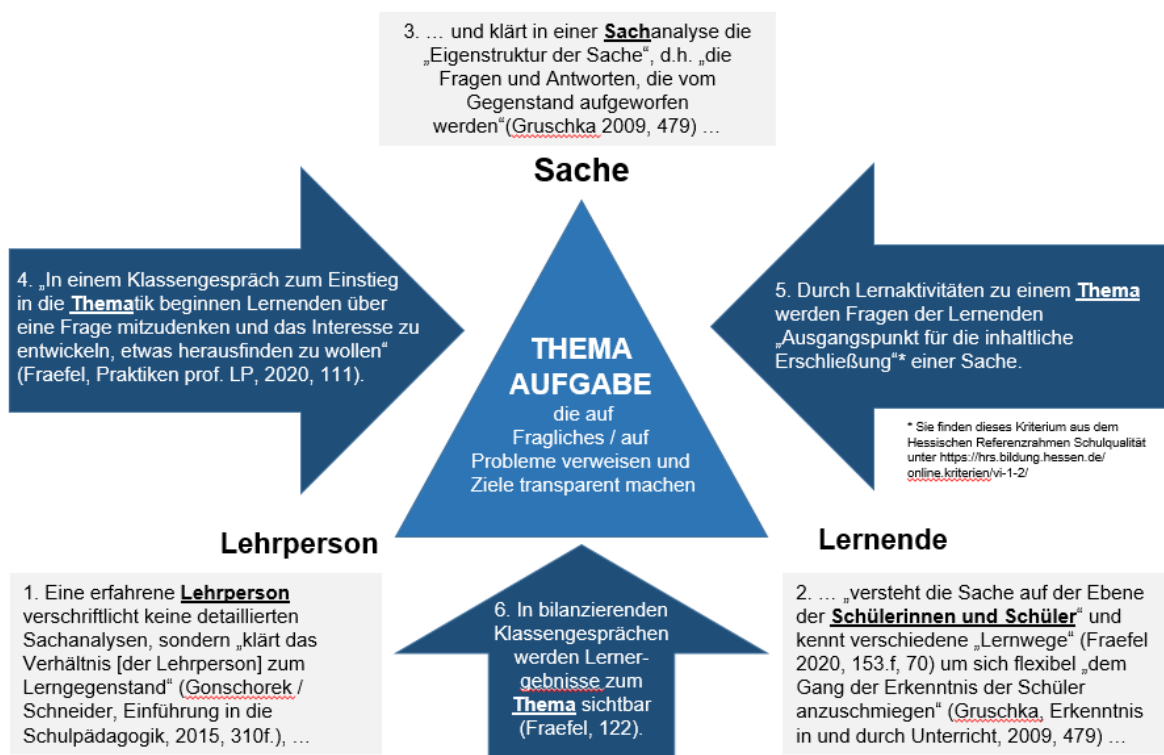 3. … und klärt in einer Sachanalyse die
„Eigenstruktur der Sache“, d.h. „die
Fragen und Antworten, die vom
Gegenstand aufgeworfen
werden“(Gruschka 2009, 479) …
Sache
4. „In einem Klassengespräch zum Einstieg
in die Thematik beginnen Lernenden über
eine Frage mitzudenken und das Interesse zu
entwickeln, etwas herausfinden zu wollen“
(Fraefel, Praktiken prof. LP, 2020, 111).
THEMA
AUFGABE
die auf
Fragliches / auf
Probleme verweisen und
Ziele transparent machen
5. Durch Lernaktivitäten zu einem Thema
werden Fragen der Lernenden
„Ausgangspunkt für die inhaltliche
Erschließung“* einer Sache.
* Sie finden dieses Kriterium aus dem
Hessischen Referenzrahmen Schulqualität
unter https://hrs.bildung.hessen.de/
online.kriterien/vi-1-2/
Lehrperson
Lernende
1. Eine erfahrene Lehrperson
verschriftlicht keine detaillierten
Sachanalysen, sondern „klärt das
Verhältnis [der Lehrperson] zum
Lerngegenstand“ (Gonschorek /
Schneider, Einführung in die
Schulpädagogik, 2015, 310f.), …
6. In bilanzierenden
Klassengesprächen
werden Lerner-
gebnisse zum
Thema sichtbar
(Fraefel, 122).
2. … „versteht die Sache auf der Ebene
der Schülerinnen und Schüler“ und
kennt verschiedene „Lernwege“ (Fraefel
2020, 153.f, 70) um sich flexibel „dem
Gang der Erkenntnis der Schüler
anzuschmiegen“ (Gruschka, Erkenntnis
in und durch Unterricht, 2009, 479) …